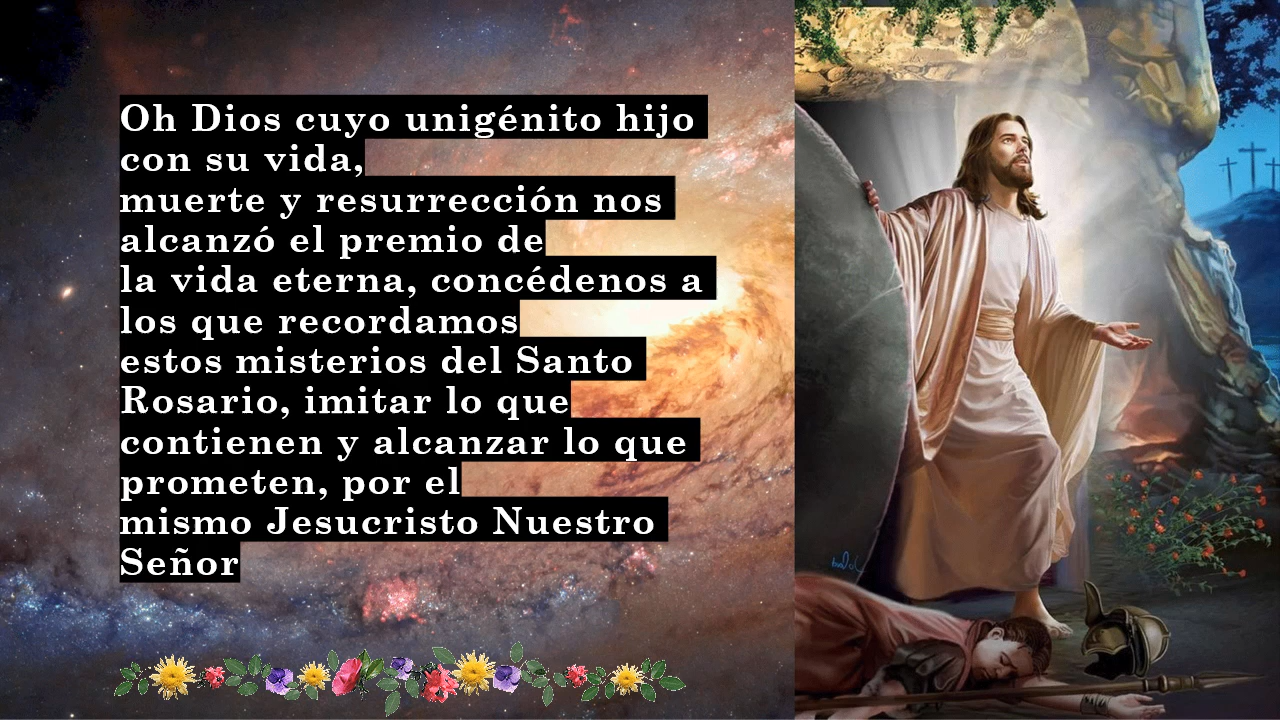 Oh Dios cuyo unigénito hijo
con su vida,
muerte y resurrección nos
alcanzó el premio de
la vida eterna, concédenos a
los que recordamos
estos misterios del Santo
Rosario, imitar lo que
contienen y alcanzar lo que
prometen, por el
mismo Jesucristo Nuestro
Señor